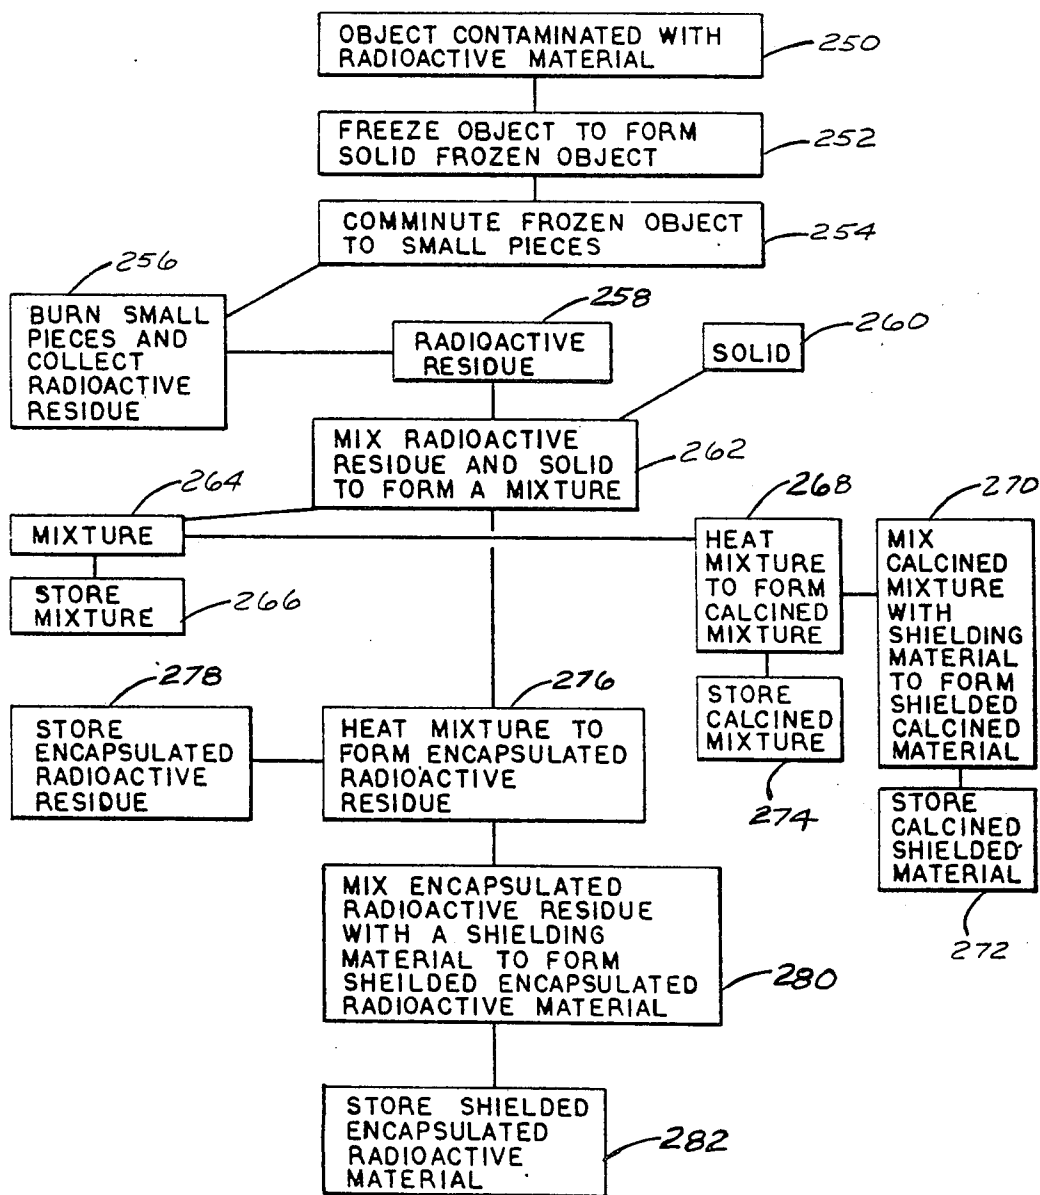 OBJECT CONTAMINATED WITH
RADIOACTIVE MATERIAL
250
FREEZE OBJECT TO FORM
SOLID FROZEN OBJECT
252
COMMINUTE FROZEN OBJECT
TO SMALL PIECES
254
256
BURN SMALL
PIECES AND
COLLECT
RADIOACTIVE
RESIDUE
258
RADIOACTIVE
RESIDUE
260
SOLID
MIX RADIOACTIVE
RESIDUE AND SOLID
TO FORM A MIXTURE
262
264
MIXTURE
STORE
MIXTURE
266
268
HEAT
MIXTURE
TO FORM
CALCINED
MIXTURE
270
MIX
CALCINED
MIXTURE
WITH
SHIELDING
MATERIAL
TO FORM
SHIELDED
CALCINED
MATERIAL
278
STORE
ENCAPSULATED
RADIOACTIVE
RESIDUE
276
HEAT MIXTURE TO
FORM ENCAPSULATED
RADIOACTIVE
RESIDUE
STORE
CALCINED
MIXTURE
274
STORE
CALCINED
SHIELDED
MATERIAL
272
MIX ENCAPSULATED
RADIOACTIVE RESIDUE
WITH A SHIELDING
MATERIAL TO FORM
SHEILDED ENCAPSULATED
RADIOACTIVE MATERIAL
280
STORE SHIELDED
ENCAPSULATED
RADIOACTIVE
MATERIAL
282